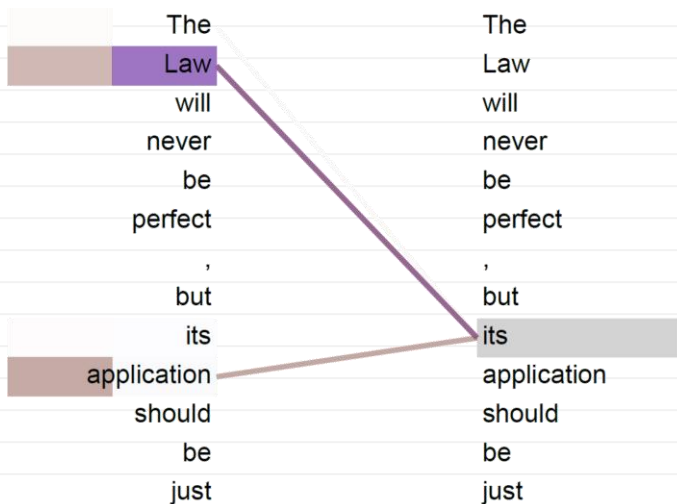 The The
Law Law
will will
never never
be be
perfect perfect
, ,
but but
its its
application application
should should
be be
just just